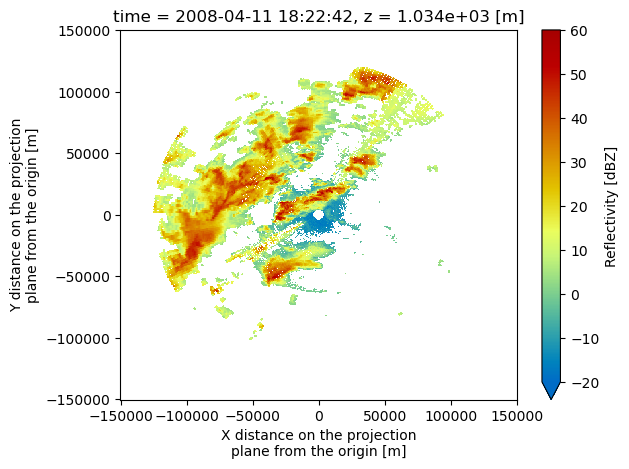 time = 2008-04-11 18:22:42, z = 1.034e+03 [m]
150000
100000
50000
0
−50000
−100000
−150000
Y distance on the projection
plane from the origin [m]
−150000 −100000 −50000 0 50000 100000 150000
X distance on the projection
plane from the origin [m]
60
50
40
30
20
10
0
−10
−20
Reflectivity [dBZ]